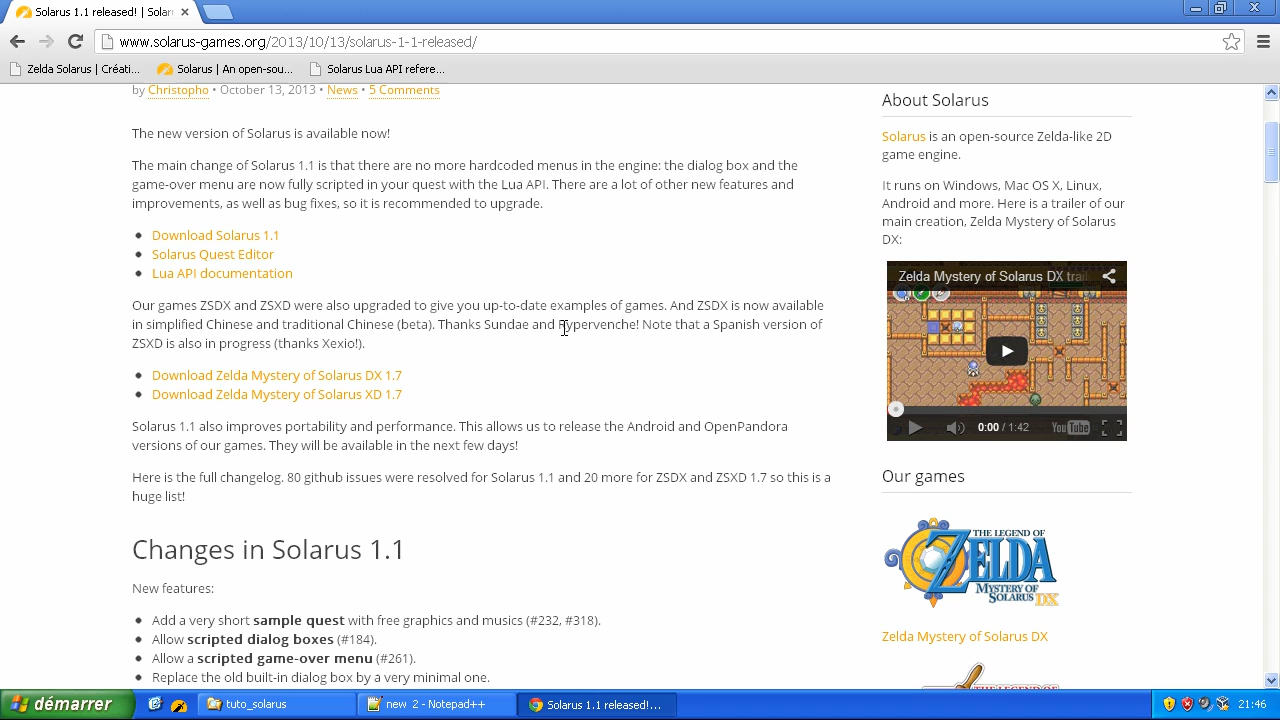 Solarus 1.1 released! | Solar
www.solarus-games.org/2013/10/13/solarus-1-1-released/
Zelda Solarus | Créati...
Solarus | An open-sou...
Solarus Lua API refere...
by Christopho • October 13, 2013 • News • 5 Comments
The new version of Solarus is available now!
The main change of Solarus 1.1 is that there are no more hardcoded menus in the engine: the dialog box and the
game-over menu are now fully scripted in your quest with the Lua API. There are a lot of other new features and
improvements, as well as bug fixes, so it is recommended to upgrade.
Download Solarus 1.1
Solarus Quest Editor
Lua API documentation
Our games ZSDX and ZSXD were also upgraded to give you up-to-date examples of games. And ZSDX is now available
in simplified Chinese and traditional Chinese (beta). Thanks Sundae and Rypervenche! Note that a Spanish version of
ZSXD is also in progress (thanks Xexio!).
Download Zelda Mystery of Solarus DX 1.7
Download Zelda Mystery of Solarus XD 1.7
Solarus 1.1 also improves portability and performance. This allows us to release the Android and OpenPandora
versions of our games. They will be available in the next few days!
Here is the full changelog. 80 github issues were resolved for Solarus 1.1 and 20 more for ZSDX and ZSXD 1.7 so this is a
huge list!
Changes in Solarus 1.1
New features:
Add a very short sample quest with free graphics and musics (#232, #318).
Allow scripted dialog boxes (#184).
Allow a scripted game-over menu (#261).
Replace the old built-in dialog box by a very minimal one.
About Solarus
Solarus is an open-source Zelda-like 2D
game engine.
It runs on Windows, Mac OS X, Linux,
Android and more. Here is a trailer of our
main creation, Zelda Mystery of Solarus
DX:
Zelda Mystery of Solarus DX trail
0:00 / 1:42
YouTube
Our games
THE LEGEND OF
ZELDA
MYSTERY OF
SOLARUS DX
Zelda Mystery of Solarus DX
THE LEGEND OF
démarrer
tuto_solarus
new 2 - Notepad++
Solarus 1.1 released!...
21:46